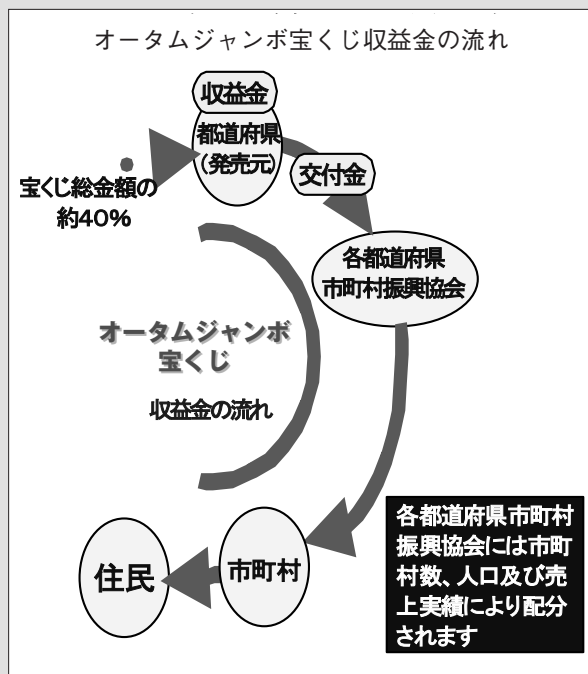 オータムジャンボ宝くじ収益金の流れ
収益金
都道府県
（発売元）
宝くじ総金額の
約40%
交付金
各都道府県
市町村振興協会
オータムジャンボ
宝くじ
収益金の流れ
各都道府県市町村
振興協会には市町
村数、人口及び売
上実績により配分
されます
市町村
住民